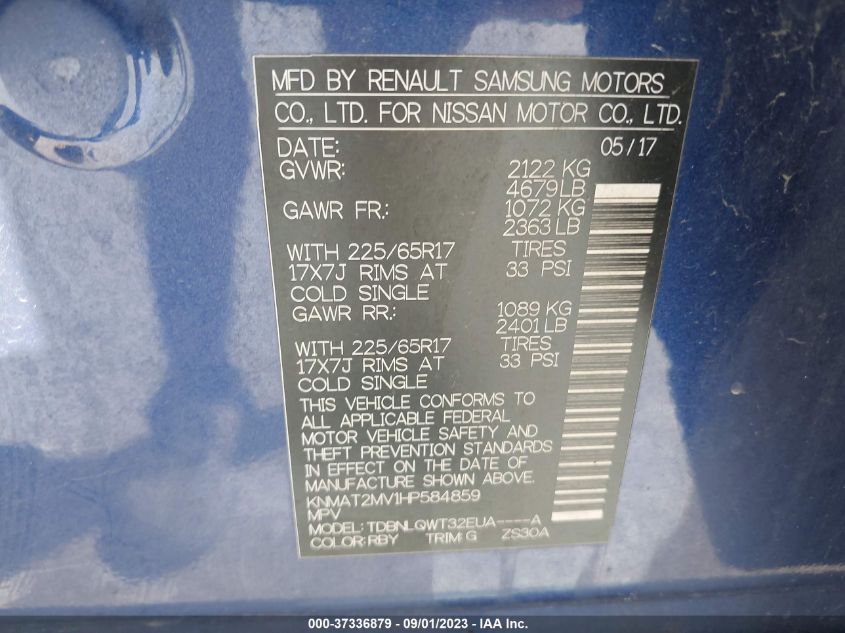 MFD BY RENAULT SAMSUNG MOTORS
CO., LTD. FOR NISSAN MOTOR CO., LTD.
DATE: 05/17
GVWR: 2122 KG
4679LB
GAWR FR.: 1072 KG
2363 LB
WITH 225/65R17 TIRES
17X7J RIMS AT 33 PSI
COLD SINGLE
GAWR RR.: 1089 KG
2401 LB
WITH 225/65R17 TIRES
17X7J RIMS AT 33 PSI
COLD SINGLE
THIS VEHICLE CONFORMS TO
ALL APPLICABLE FEDERAL
MOTOR VEHICLE SAFETY AND
THEFT PREVENTION STANDARDS
IN EFFECT ON THE DATE OF
MANUFACTURE SHOWN ABOVE.
KNMAT2MV1HP584859
MPV
MODEL: TDBNLQWT32EUA----A
COLOR:RBY TRIM:G ZS30A
000-37336879 - 09/01/2023 - IAA Inc.